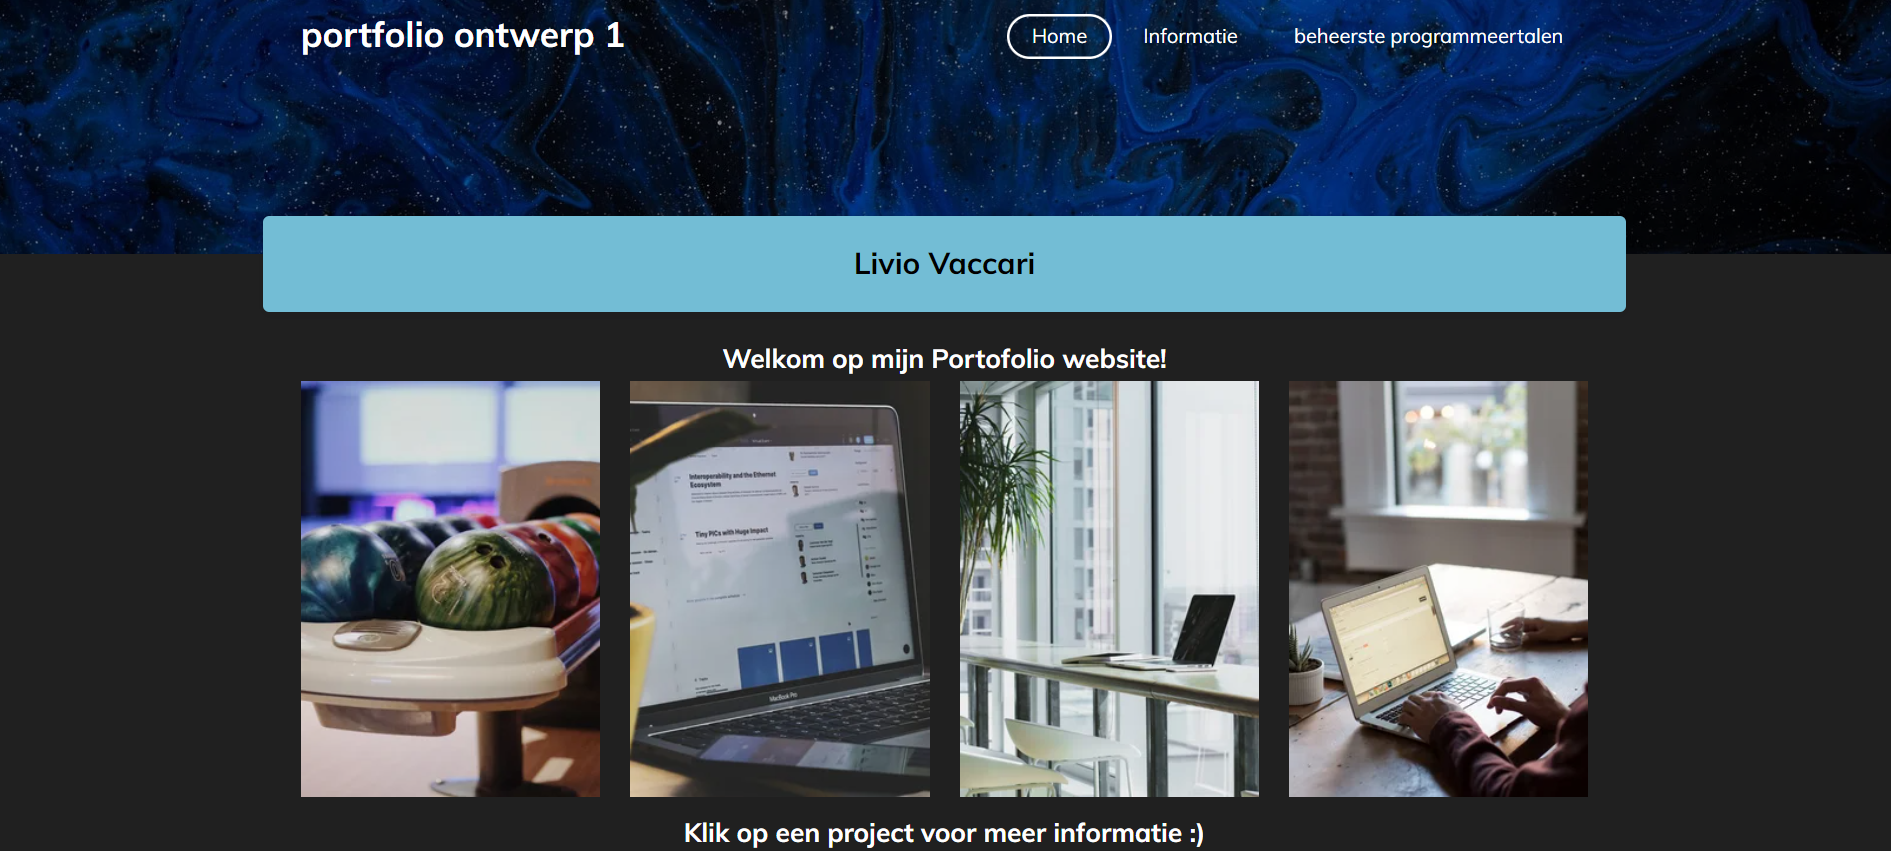 portfolio ontwerp 1
Home
Informatie
beheerste programmeertalen
Livio Vaccari
Welkom op mijn Portofolio website!
Interoperability and the Ethernet
Ecosystem
Tiny PICs with Huge Impact
MacBook Pro
Klik op een project voor meer informatie :)